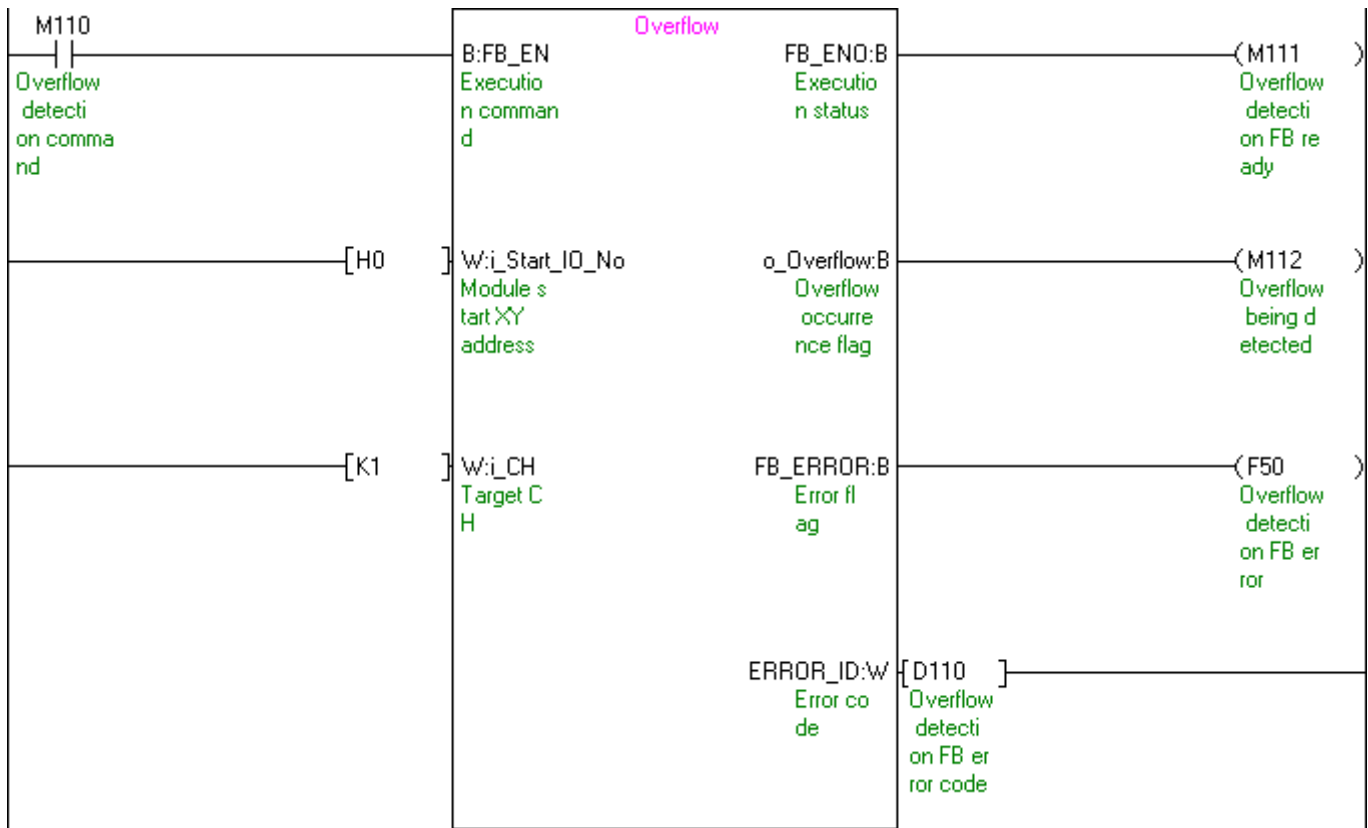 M110
Overflow
detecti
on comma
nd
Overflow
B:FB_EN
Executio
n comman
d
FB_ENO:B
Executio
n status
(M111 )
Overflow
detecti
on FB re
ady
[H0 ]
W:i_Start_IO_No
Module s
tart XY
address
o_Overflow:B
Overflow
occurre
nce flag
(M112 )
Overflow
being d
etected
[K1 ]
W:i_CH
Target C
H
FB_ERROR:B
Error fl
ag
(F50 )
Overflow
detecti
on FB er
ror
ERROR_ID:W
Error co
de
[D110 ]
Overflow
detecti
on FB er
ror code